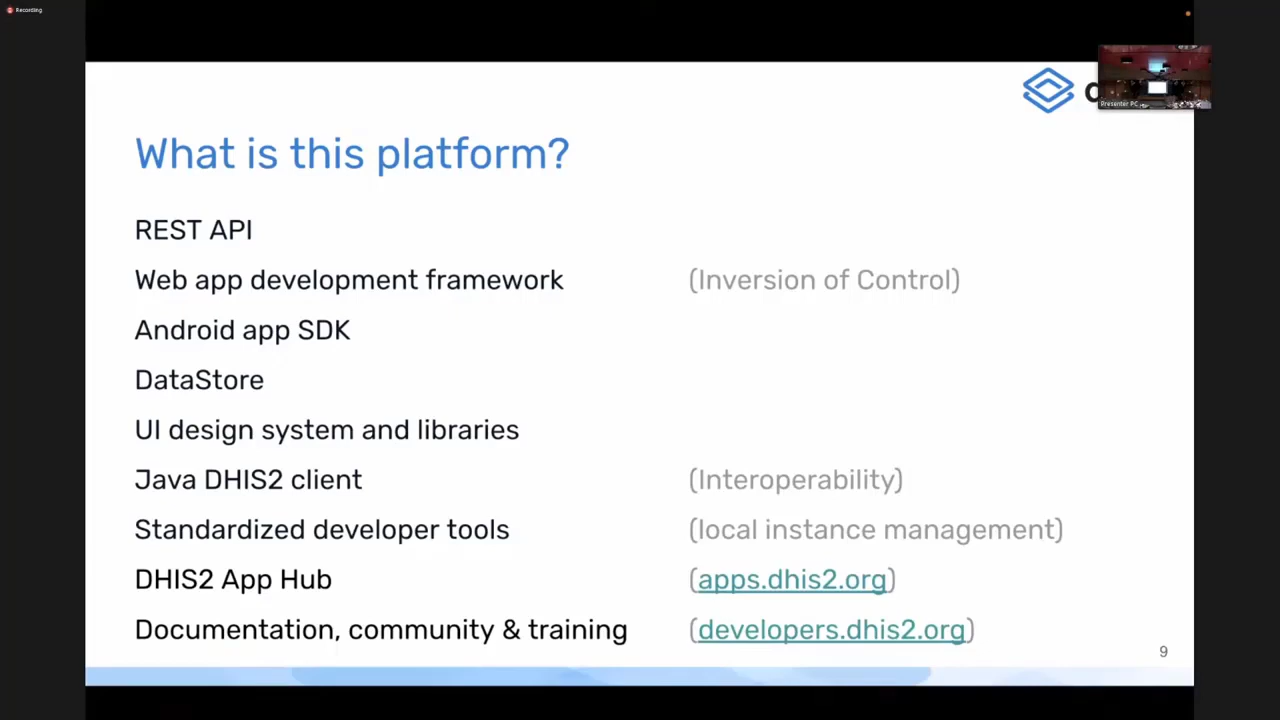 Recording
Presenter PC
What is this platform?
REST API
Web app development framework (Inversion of Control)
Android app SDK
DataStore
UI design system and libraries
Java DHIS2 client (Interoperability)
Standardized developer tools (local instance management)
DHIS2 App Hub (apps.dhis2.org)
Documentation, community & training (developers.dhis2.org)
9